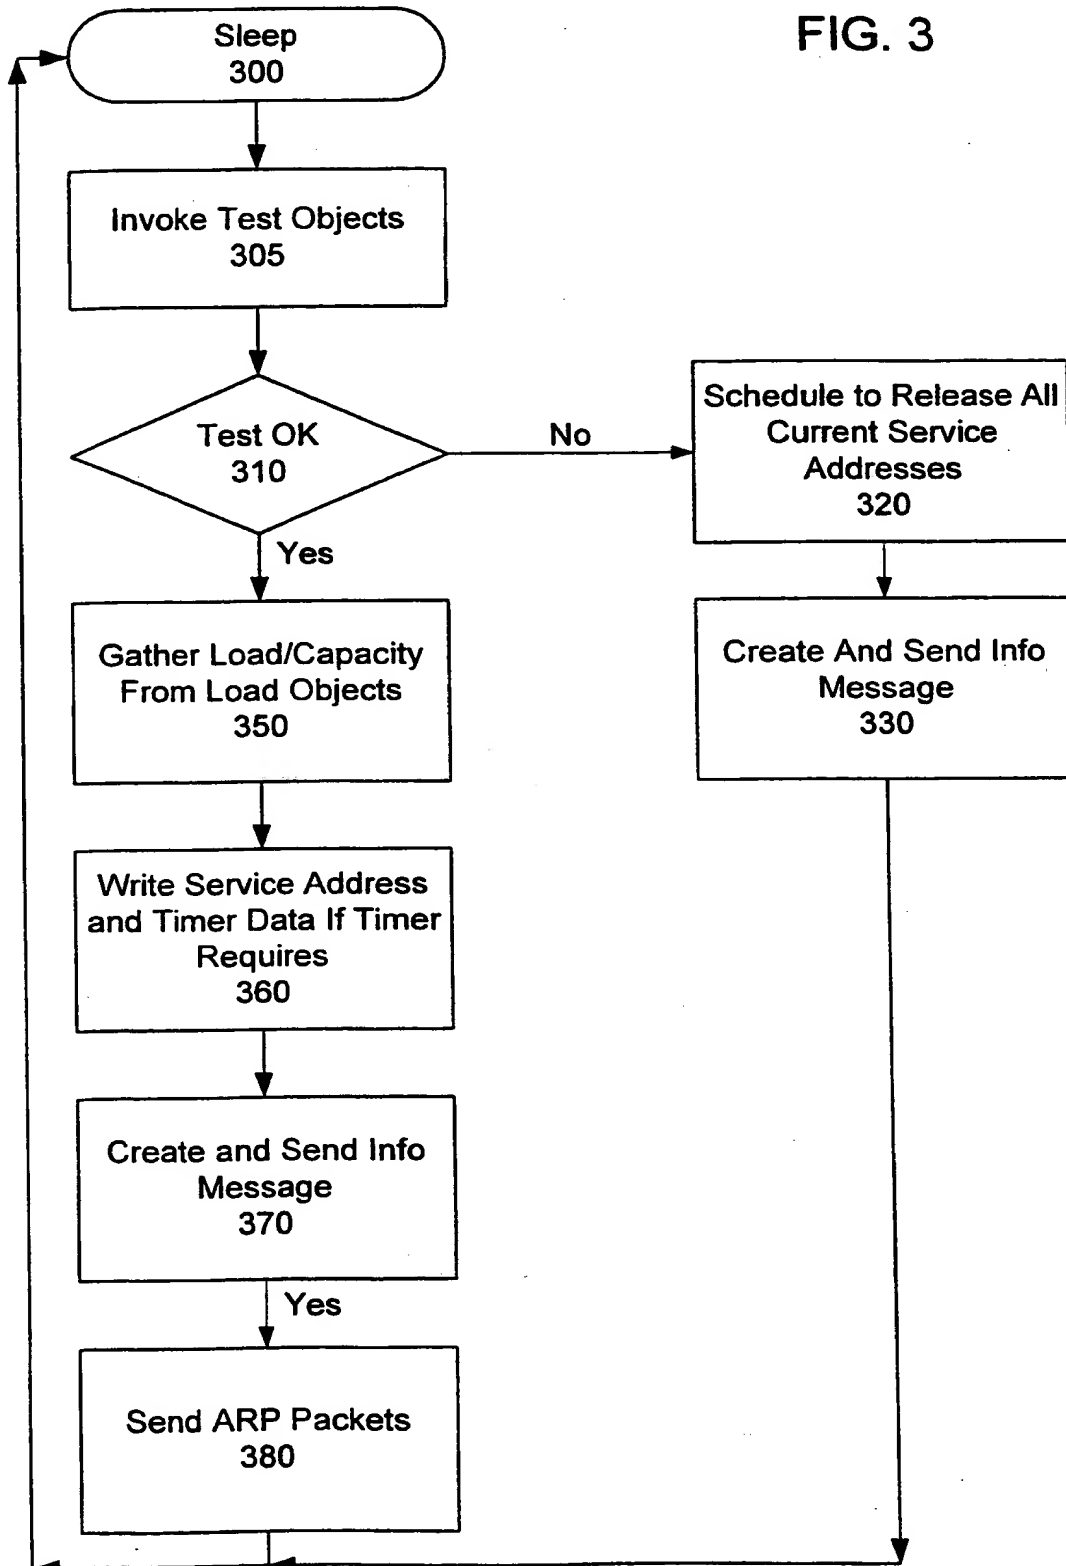 FIG. 3
Sleep
300
Invoke Test Objects
305
Test OK
310
No
Yes
Schedule to Release All
Current Service
Addresses
320
Create And Send Info
Message
330
Gather Load/Capacity
From Load Objects
350
Write Service Address
and Timer Data If Timer
Requires
360
Create and Send Info
Message
370
Yes
Send ARP Packets
380